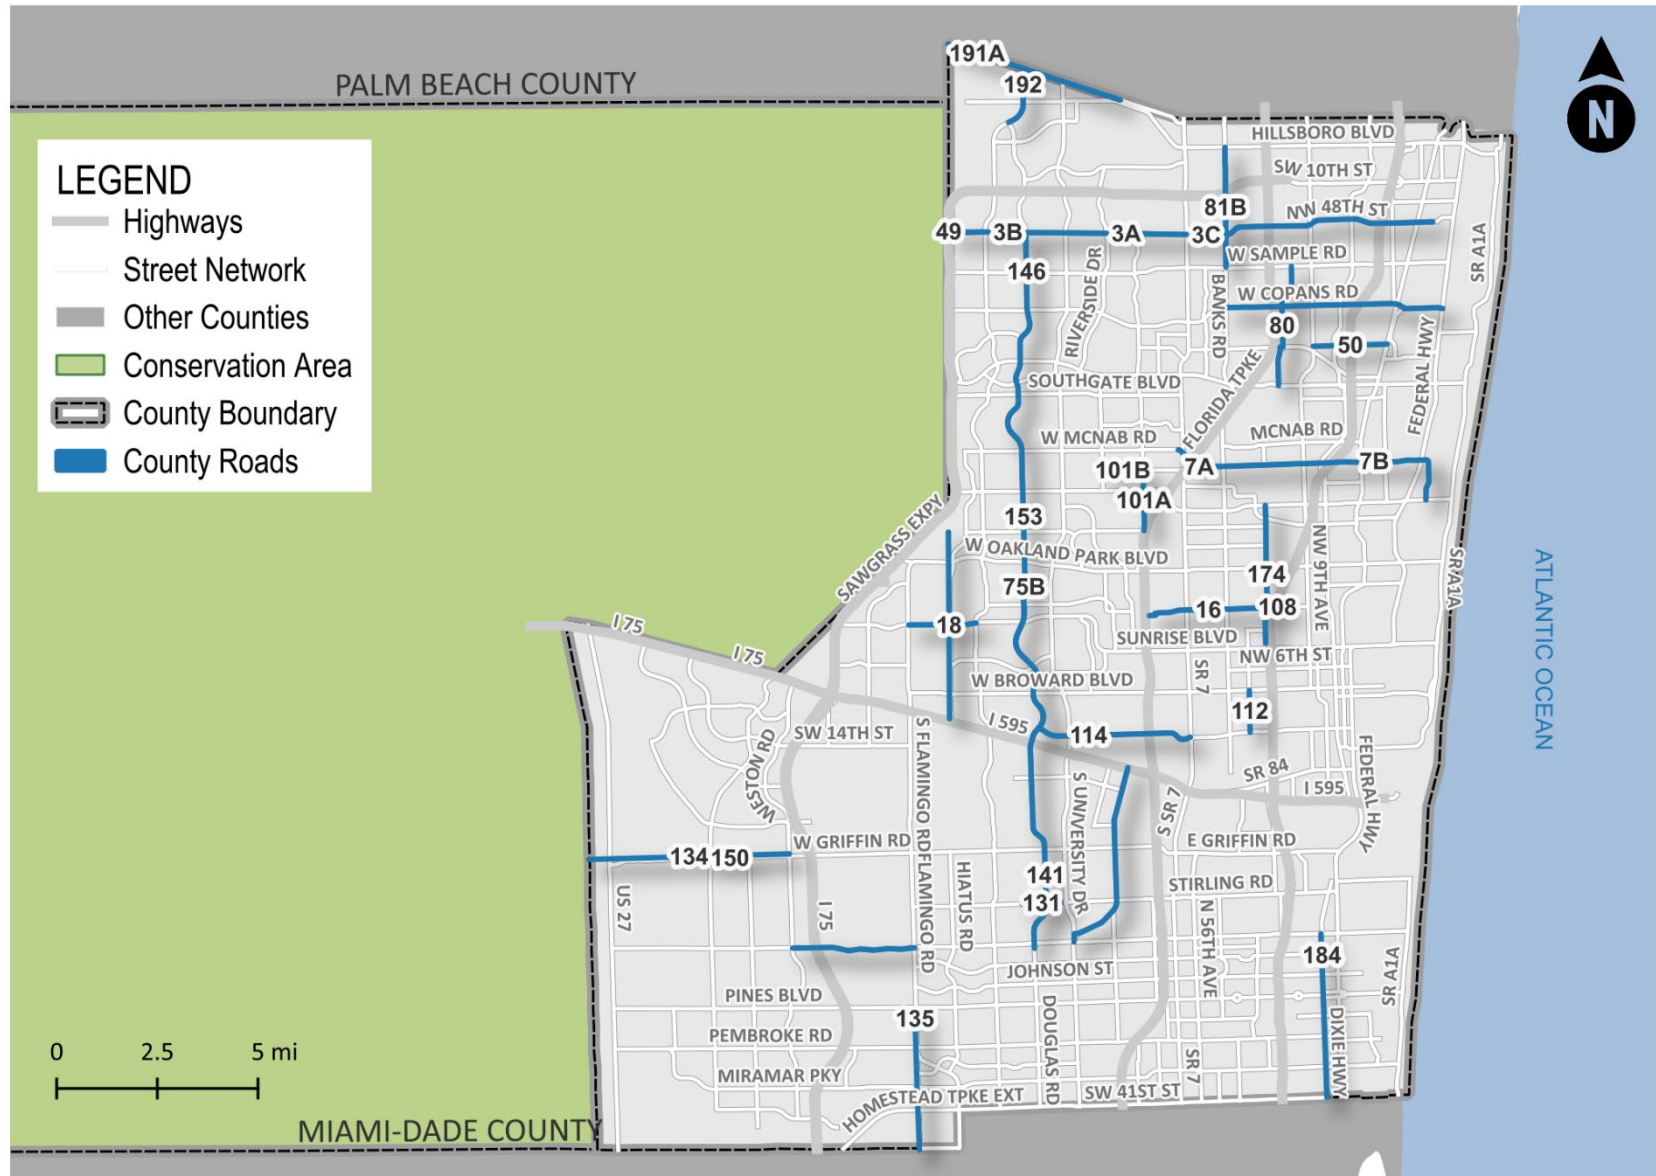 PALM BEACH COUNTY
191A
192
N
LEGEND
Highways
Street Network
Other Counties
Conservation Area
County Boundary
County Roads
HILLSBORO BLVD
SW 10TH ST
81B
NN 48TH ST
49
3B
3A
3C
W SAMPLE RD
SR A1A
146
RIVERSIDE DR
BANKS RD
W COPANS RD
80
50
FEDERAL HWY
SOUTHGATE BLVD
FLORIDA TPKE
W MCNAB RD
MCNAB RD
101B
7A
7B
101A
SAWGRASS EXPY
153
W OAKLAND PARK BLVD
NW 9TH AVE
SR A1A
ATLANTIC OCEAN
75B
174
16
108
18
I 75
I 75
SUNRISE BLVD
NW 6TH ST
W BROWARD BLVD
SR 7
112
SW 14TH ST
S FLAMINGO RD
I 595
114
WESTON RD
S UNIVERSITY DR
SR 84
I 595
FEDERAL HWY
S SR 7
134
150
W GRIFFIN RD
E GRIFFIN RD
141
131
STIRLING RD
US 27
I 75
FLAMINGO RD
HIATUS RD
N 56TH AVE
184
SR A1A
JOHNSON ST
PINES BLVD
135
PEMBROKE RD
DOUGLAS RD
DIXIE HWY
0 2.5 5 mi
MIRAMAR PKY
SR 7
HOMESTEAD TPKE EXT
SW 41ST ST
MIAMI-DADE COUNTY